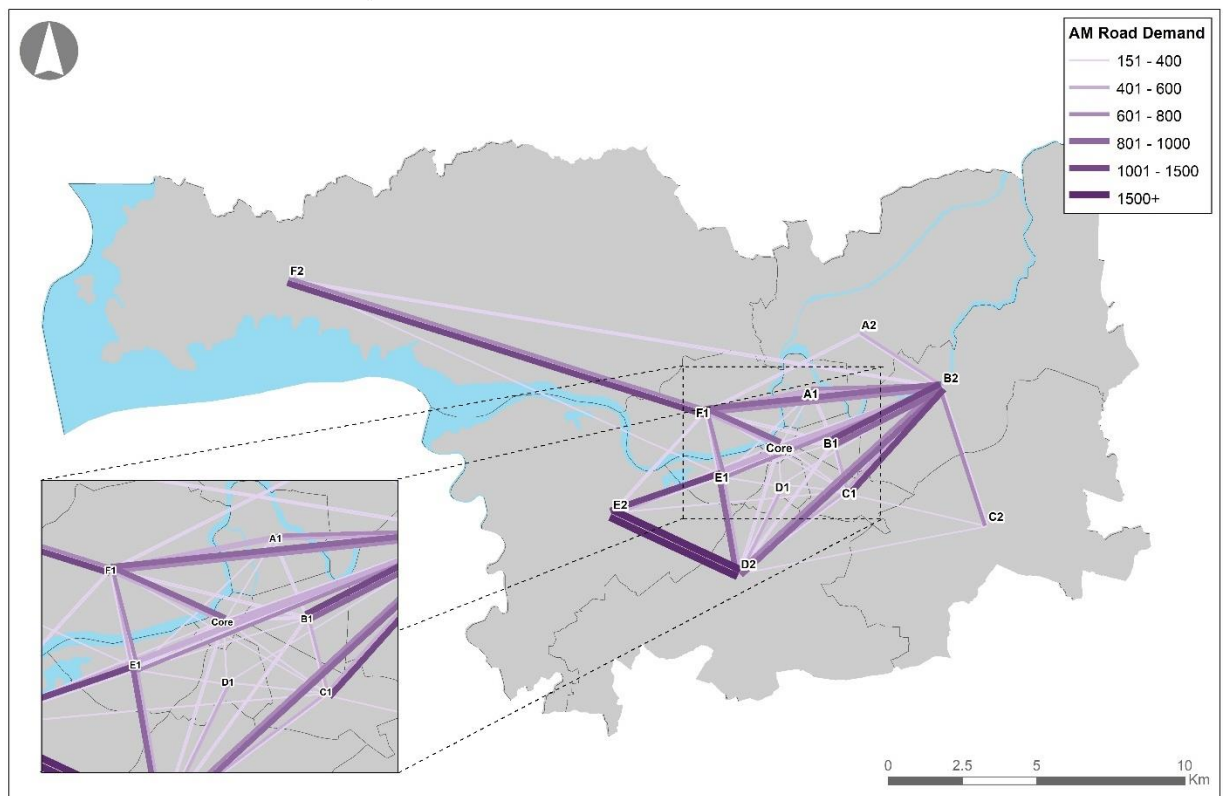 AM Road Demand
151 - 400
401 - 600
601 - 800
801 - 1000
1001 - 1500
1500+
F2
A2
B2
A1
F1
B1
Core
E1
D1
C1
E2
C2
D2
A1
F1
Core
B1
E1
D1
C1
0 2.5 5 10
Km